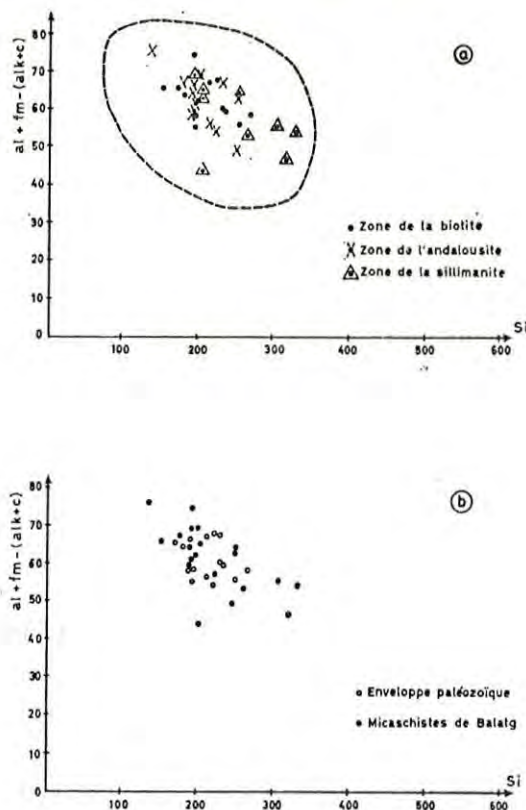 al + fm - (alk+c)
80
70
60
50
40
30
20
10
0
100
200
300
400
500
600
Si
a
Zone de la biotite
Zone de l'andalousite
Zone de la sillimanite
al + fm - (alk+c)
80
70
60
50
40
30
20
10
0
100
200
300
400
500
600
Si
b
Enveloppe paléozoïque
Micaschistes de Balatg